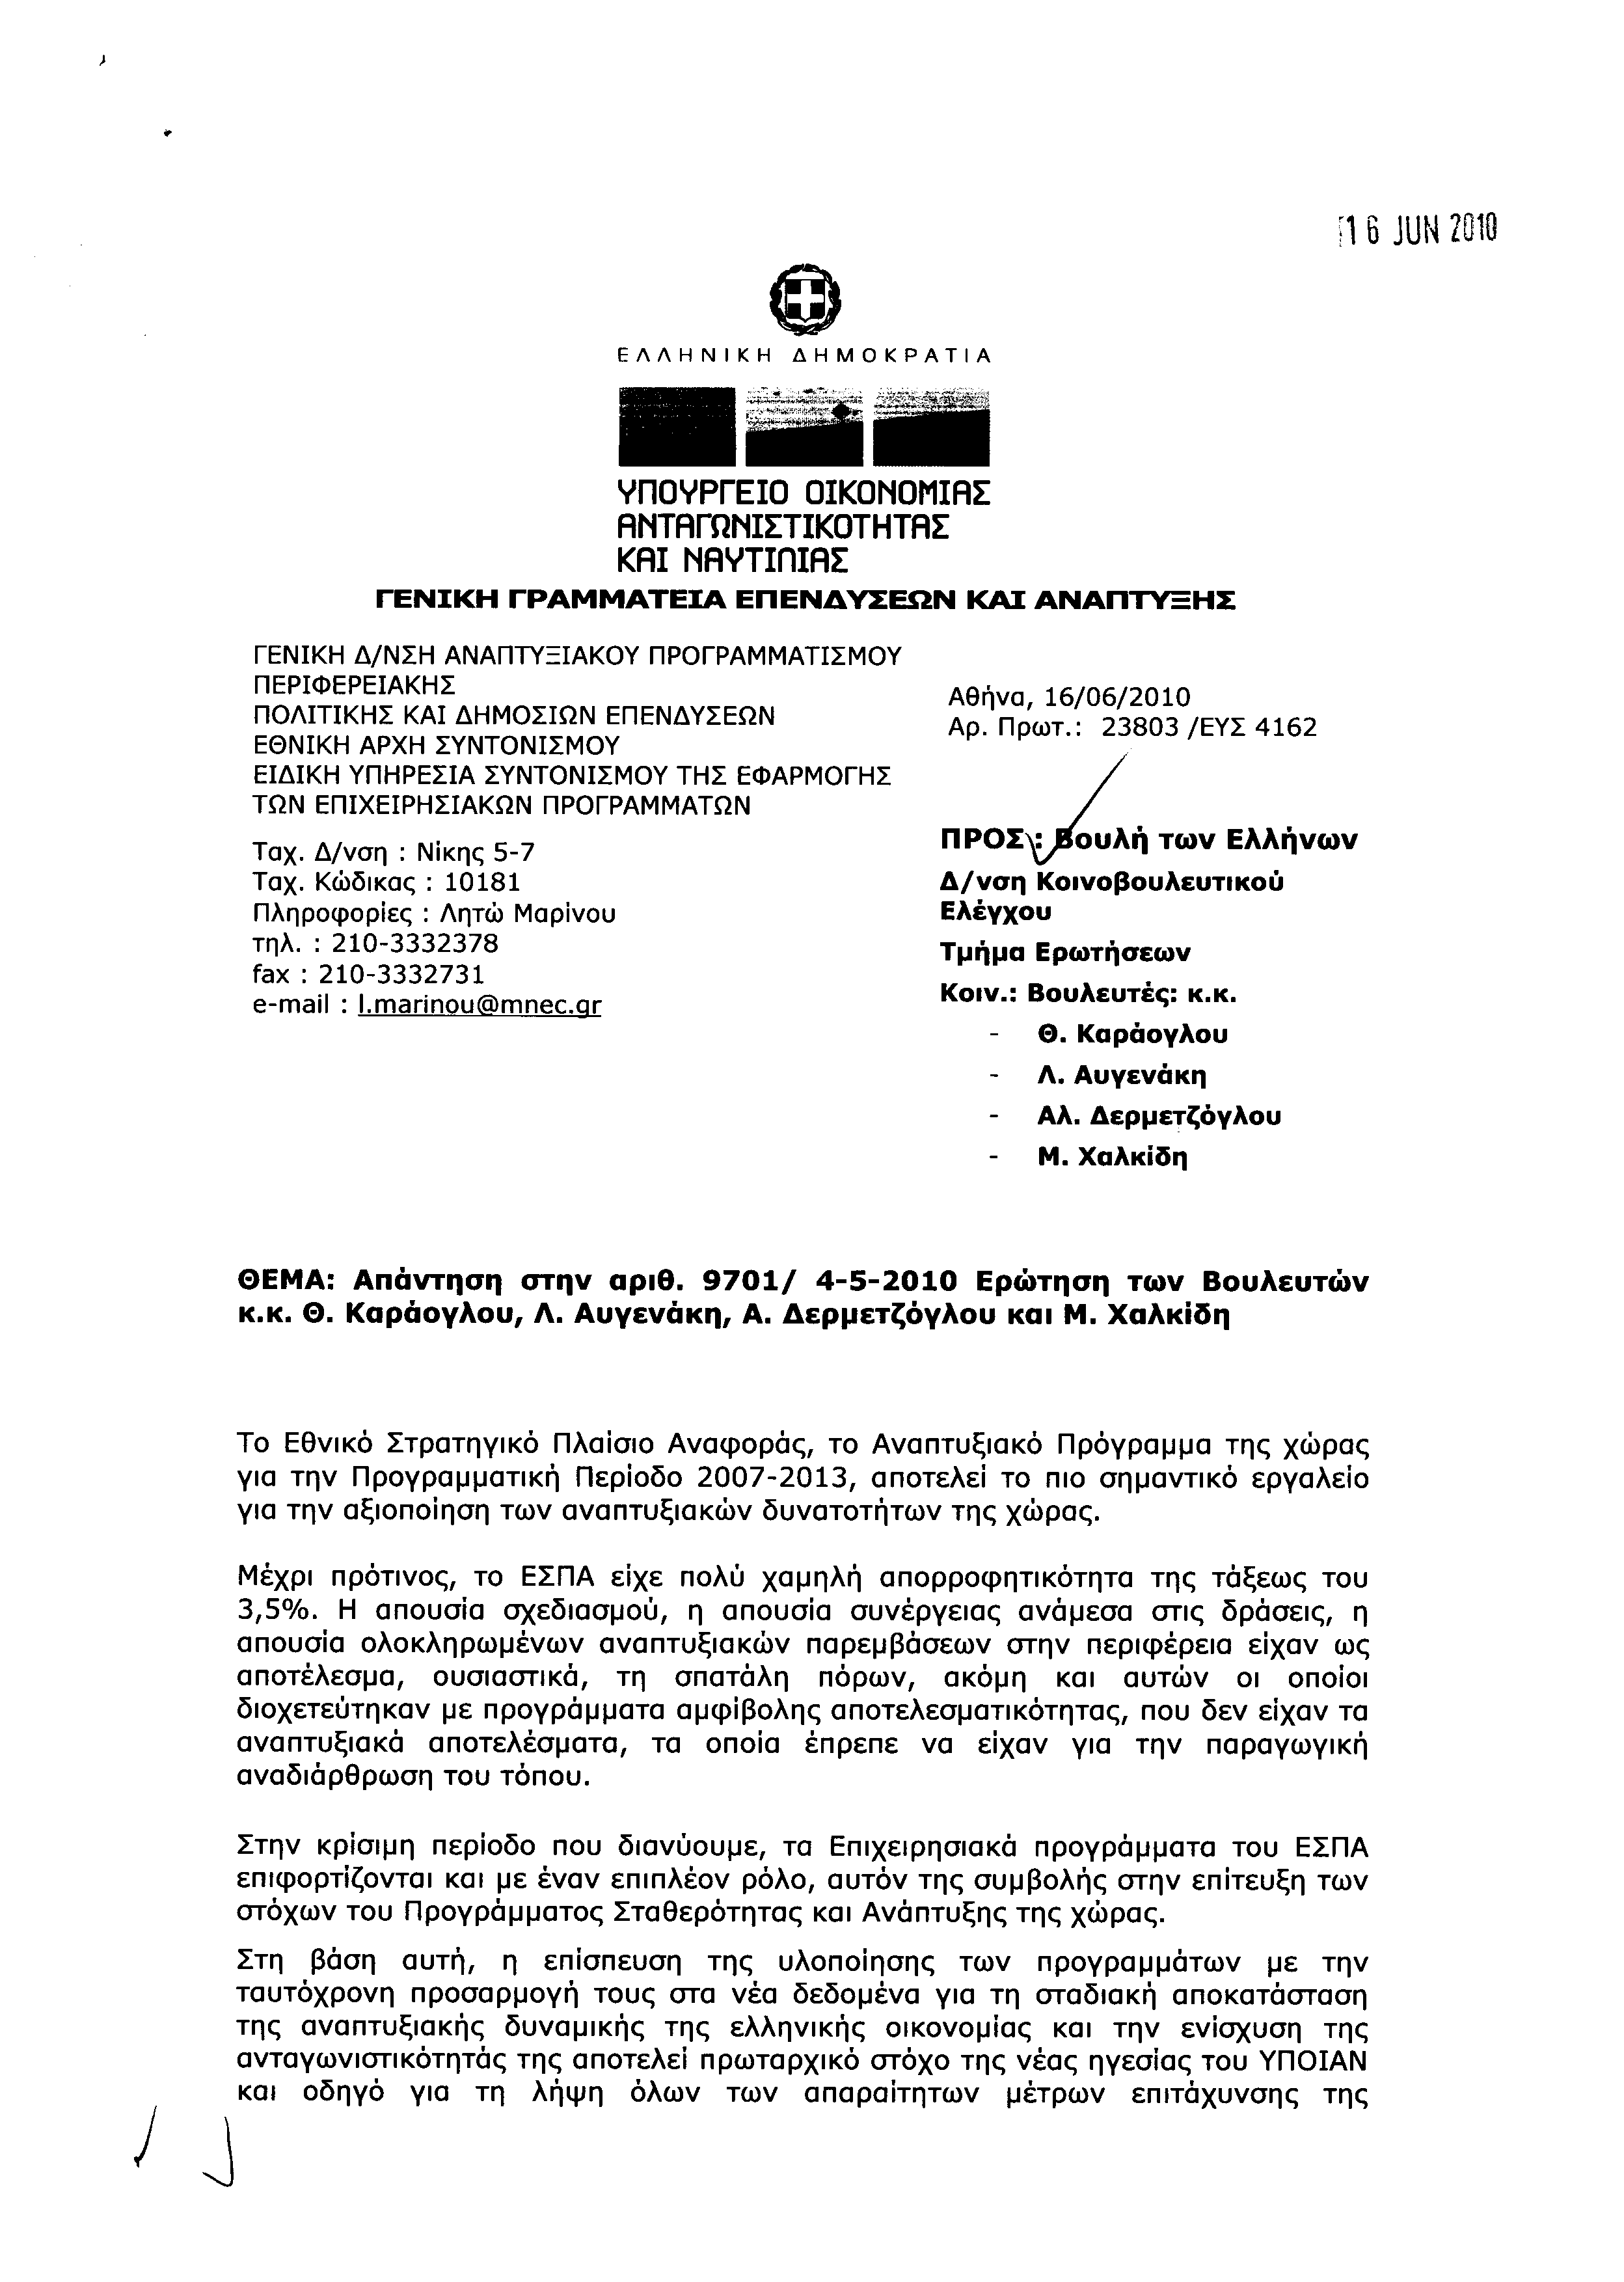 16 JUN 2010
ΕΛΛΗΝΙΚΗ ΔΗΜΟΚΡΑΤΙΑ
ΥΠΟΥΡΓΕΙΟ ΟΙΚΟΝΟΜΙΑΣ
ΑΝΤΑΓΩΝΙΣΤΙΚΟΤΗΤΑΣ
ΚΑΙ ΝΑΥΤΙΛΙΑΣ
ΓΕΝΙΚΗ ΓΡΑΜΜΑΤΕΙΑ ΕΠΕΝΔΥΣΕΩΝ ΚΑΙ ΑΝΑΠΤΥΞΗΣ
ΓΕΝΙΚΗ Δ/ΝΣΗ ΑΝΑΠΤΥΞΙΑΚΟΥ ΠΡΟΓΡΑΜΜΑΤΙΣΜΟΥ
ΠΕΡΙΦΕΡΕΙΑΚΗΣ
ΠΟΛΙΤΙΚΗΣ ΚΑΙ ΔΗΜΟΣΙΩΝ ΕΠΕΝΔΥΣΕΩΝ
ΕΘΝΙΚΗ ΑΡΧΗ ΣΥΝΤΟΝΙΣΜΟΥ
ΕΙΔΙΚΗ ΥΠΗΡΕΣΙΑ ΣΥΝΤΟΝΙΣΜΟΥ ΤΗΣ ΕΦΑΡΜΟΓΗΣ
ΤΩΝ ΕΠΙΧΕΙΡΗΣΙΑΚΩΝ ΠΡΟΓΡΑΜΜΑΤΩΝ
Ταχ. Δ/νση : Νίκης 5-7
Ταχ. Κώδικας : 10181
Πληροφορίες : Λητώ Μαρίνου
τηλ. : 210-3332378
fax : 210-3332731
e-mail : l.marinou@mnec.gr
Αθήνα, 16/06/2010
Αρ. Πρωτ.: 23803 /ΕΥΣ 4162
ΠΡΟΣ : Βουλή των Ελλήνων
Δ/νση Κοινοβουλευτικού
Ελέγχου
Τμήμα Ερωτήσεων
Κοιν.: Βουλευτές: κ.κ.
- Θ. Καράογλου
- Λ. Αυγενάκη
- Αλ. Δερμετζόγλου
- Μ. Χαλκίδη
ΘΕΜΑ: Απάντηση στην αριθ. 9701/ 4-5-2010 Ερώτηση των Βουλευτών
κ.κ. Θ. Καράογλου, Λ. Αυγενάκη, Α. Δερμετζόγλου και Μ. Χαλκίδη
Το Εθνικό Στρατηγικό Πλαίσιο Αναφοράς, το Αναπτυξιακό Πρόγραμμα της χώρας
για την Προγραμματική Περίοδο 2007-2013, αποτελεί το πιο σημαντικό εργαλείο
για την αξιοποίηση των αναπτυξιακών δυνατοτήτων της χώρας.
Μέχρι πρότινος, το ΕΣΠΑ είχε πολύ χαμηλή απορροφητικότητα της τάξεως του
3,5%. Η απουσία σχεδιασμού, η απουσία συνέργειας ανάμεσα στις δράσεις, η
απουσία ολοκληρωμένων αναπτυξιακών παρεμβάσεων στην περιφέρεια είχαν ως
αποτέλεσμα, ουσιαστικά, τη σπατάλη πόρων, ακόμη και αυτών οι οποίοι
διοχετεύτηκαν με προγράμματα αμφίβολης αποτελεσματικότητας, που δεν είχαν τα
αναπτυξιακά αποτελέσματα, τα οποία έπρεπε να είχαν για την παραγωγική
αναδιάρθρωση του τόπου.
Στην κρίσιμη περίοδο που διανύουμε, τα Επιχειρησιακά προγράμματα του ΕΣΠΑ
επιφορτίζονται και με έναν επιπλέον ρόλο, αυτόν της συμβολής στην επίτευξη των
στόχων του Προγράμματος Σταθερότητας και Ανάπτυξης της χώρας.
Στη βάση αυτή, η επίσπευση της υλοποίησης των προγραμμάτων με την
ταυτόχρονη προσαρμογή τους στα νέα δεδομένα για τη σταδιακή αποκατάσταση
της αναπτυξιακής δυναμικής της ελληνικής οικονομίας και την ενίσχυση της
ανταγωνιστικότητάς της αποτελεί πρωταρχικό στόχο της νέας ηγεσίας του ΥΠΟΙΑΝ
και οδηγό για τη λήψη όλων των απαραίτητων μέτρων επιτάχυνσης της